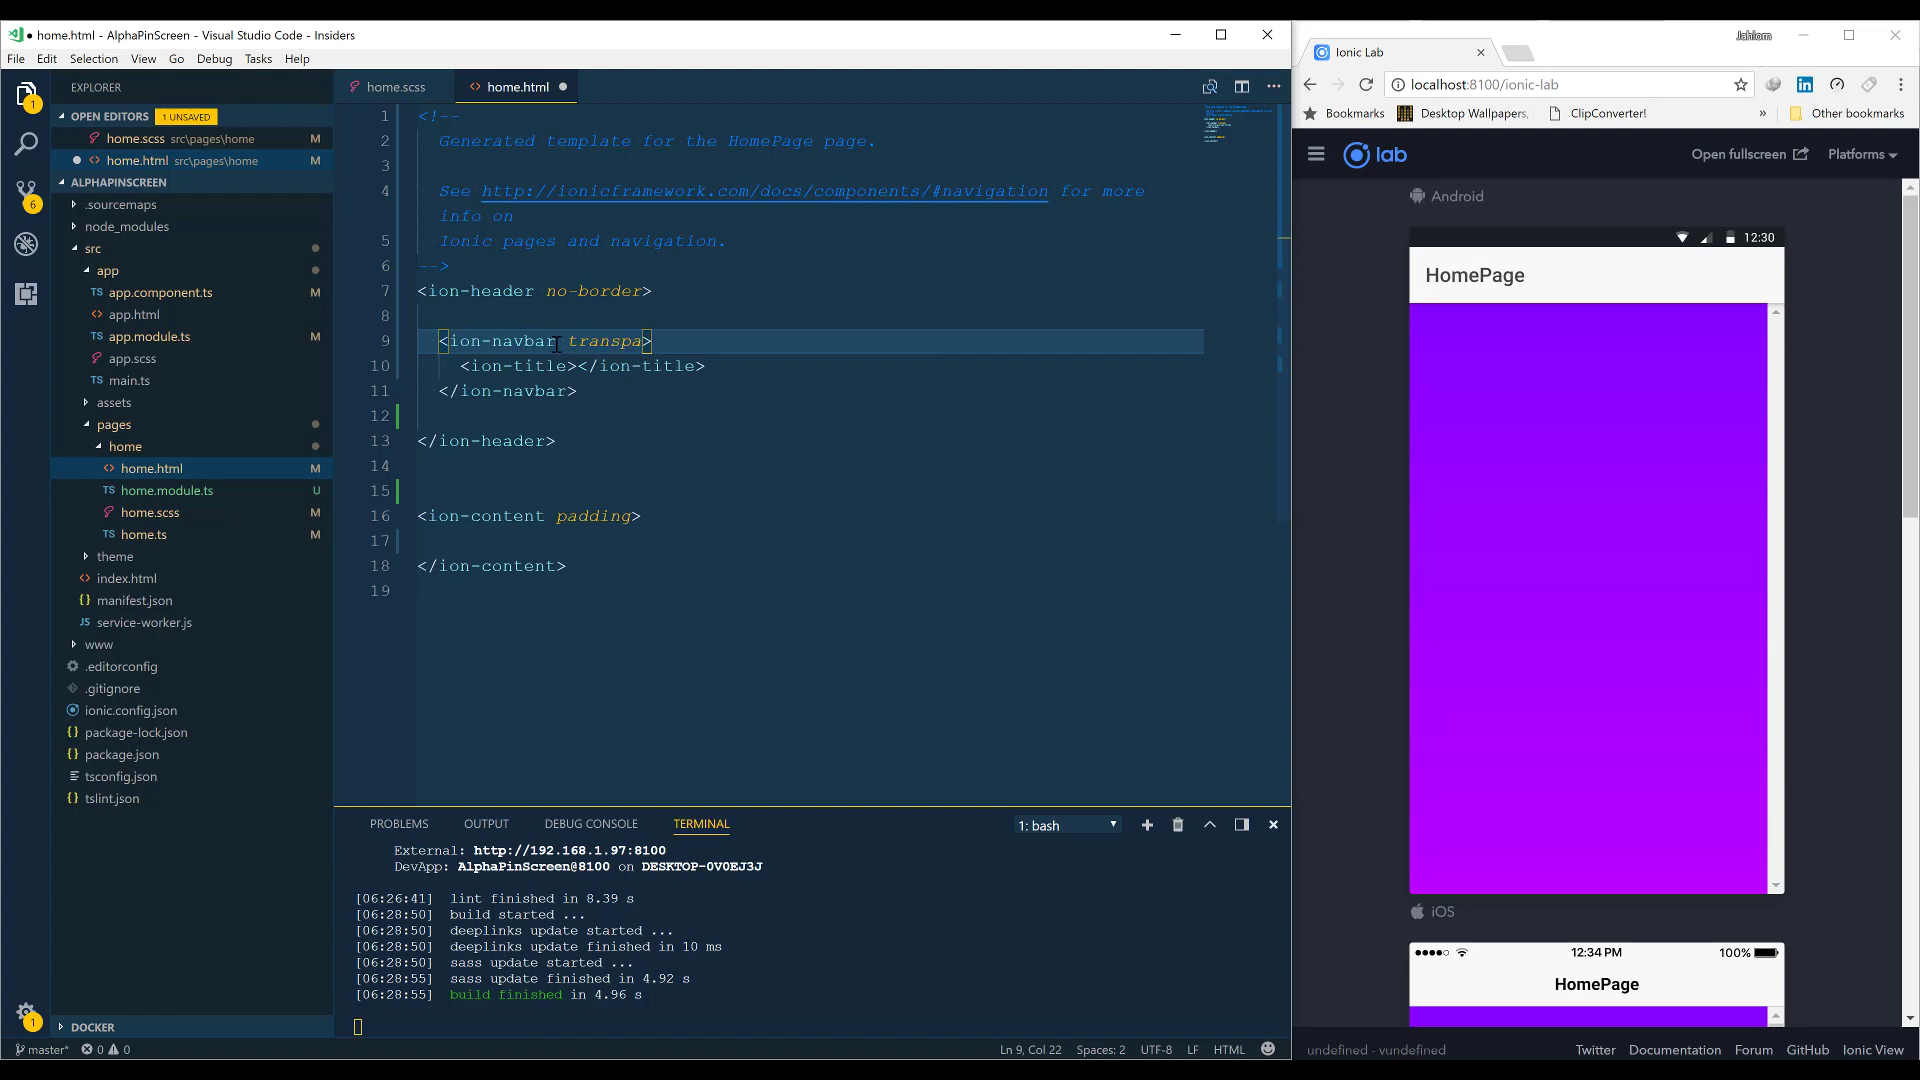 home.html - AlphaPinScreen - Visual Studio Code - Insiders
File Edit Selection View Go Debug Tasks Help
EXPLORER
OPEN EDITORS 1 UNSAVED
home.scss src\pages\home M
home.html src\pages\home M
ALPHAPINSCREEN
.sourcemaps
node_modules
src
app
TS app.component.ts M
app.html
TS app.module.ts M
app.scss
TS main.ts
assets
pages
home
home.html M
TS home.module.ts U
home.scss M
TS home.ts M
theme
index.html
{} manifest.json
service-worker.js
www
.editorconfig
.gitignore
ionic.config.json
{} package-lock.json
{} package.json
tsconfig.json
{} tslint.json
DOCKER
1
6
1
home.scss
home.html
1 <!--
2 Generated template for the HomePage page.
3
4 See http://ionicframework.com/docs/components/#navigation for more
info on
5 Ionic pages and navigation.
6 -->
7 <ion-header no-border>
8
9 <ion-navbar transpa>
10 <ion-title></ion-title>
11 </ion-navbar>
12
13 </ion-header>
14
15
16 <ion-content padding>
17
18 </ion-content>
19
PROBLEMS OUTPUT DEBUG CONSOLE TERMINAL 1: bash
External: http://192.168.1.97:8100
DevApp: AlphaPinScreen@8100 on DESKTOP-0V0EJ3J
[06:26:41] lint finished in 8.39 s
[06:28:50] build started ...
[06:28:50] deeplinks update started ...
[06:28:50] deeplinks update finished in 10 ms
[06:28:50] sass update started ...
[06:28:55] sass update finished in 4.92 s
[06:28:55] build finished in 4.96 s
master* 0 0 Ln 9, Col 22 Spaces: 2 UTF-8 LF HTML
Jahlom
Ionic Lab
localhost:8100/ionic-lab
Bookmarks Desktop Wallpapers, ClipConverter! » Other bookmarks
lab Open fullscreen Platforms
Android
12:30
HomePage
iOS
12:34 PM 100%
HomePage
undefined - vundefined Twitter Documentation Forum GitHub Ionic View